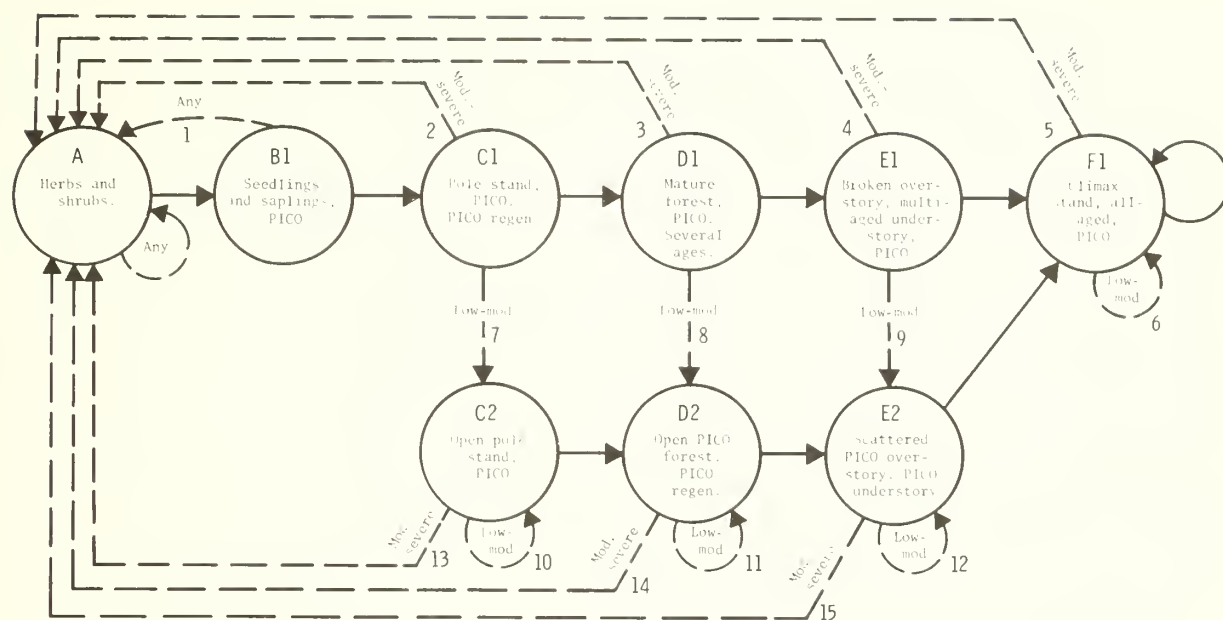 Mod.-
severe
Mod.
severe
Mod.-
severe
Mod.-
severe
Any
1
2
3
4
5
A
Herbs and
shrubs.
Any
B1
Seedlings
and saplings,
PICO
C1
Pole stand,
PICO.
PICO regen
D1
Mature
forest,
PICO.
Several
ages.
E1
Broken over-
story, multi-
aged under-
story,
PICO
F1
Climax
stand, all-
aged,
PICO
Low-
mod
6
Low-mod
7
Low-mod
8
Low-mod
9
C2
Open pole
stand,
PICO
D2
Open PICO
forest.
PICO
regen.
E2
Scattered
PICO over-
story. PICO
understory
Mod.
severe
13
Low-
mod
10
Mod.
severe
14
Low-
mod
11
Mod.
severe
15
Low-
mod
12